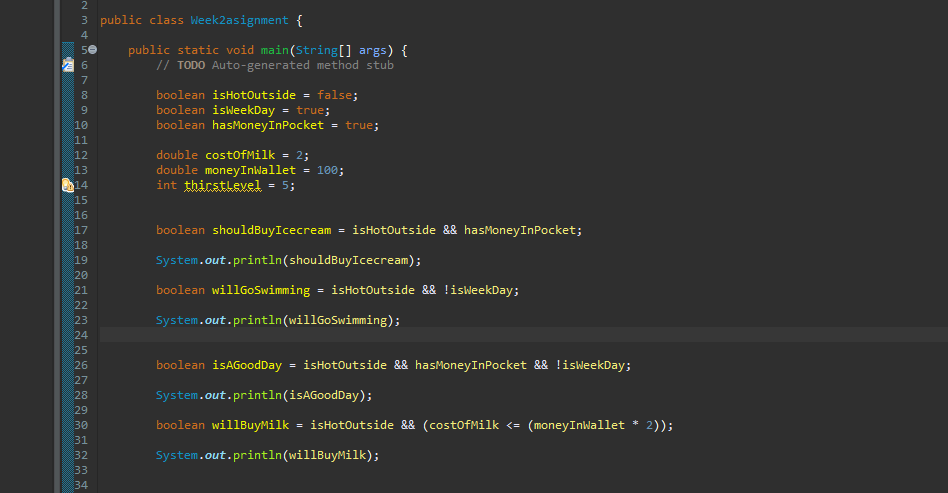 2
3 public class Week2asignment {
4
5 public static void main(String[] args) {
6 // TODO Auto-generated method stub
7
8 boolean isHotOutside = false;
9 boolean isWeekDay = true;
10 boolean hasMoneyInPocket = true;
11
12 double costOfMilk = 2;
13 double moneyInWallet = 100;
14 int thirstLevel = 5;
15
16
17 boolean shouldBuyIcecream = isHotOutside && hasMoneyInPocket;
18
19 System.out.println(shouldBuyIcecream);
20
21 boolean willGoSwimming = isHotOutside && !isWeekDay;
22
23 System.out.println(willGoSwimming);
24
25
26 boolean isAGoodDay = isHotOutside && hasMoneyInPocket && !isWeekDay;
27
28 System.out.println(isAGoodDay);
29
30 boolean willBuyMilk = isHotOutside && (costOfMilk <= (moneyInWallet * 2));
31
32 System.out.println(willBuyMilk);
33
34